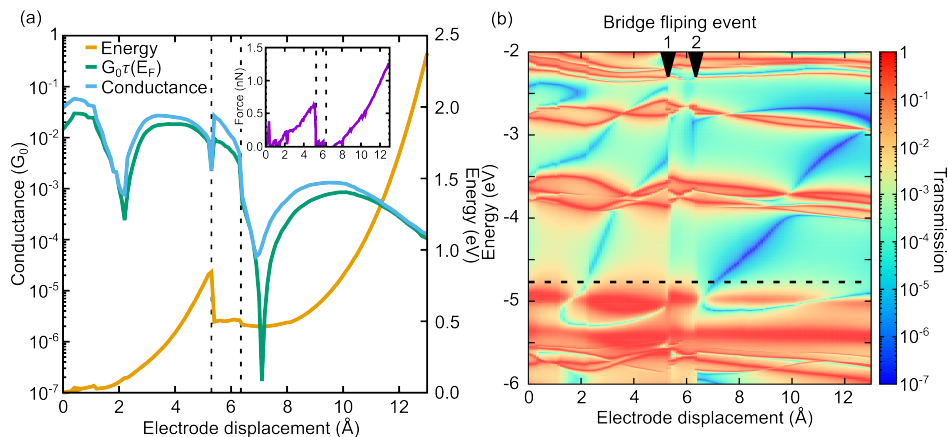 (a)
Energy
G₀τ(E_F)
Conductance
Conductance (G₀)
1
10⁻¹
10⁻²
10⁻³
10⁻⁴
10⁻⁵
10⁻⁶
10⁻⁷
0 2 4 6 8 10 12
Electrode displacement (Å)
2.5
2.0
1.5
1.0
0.5
0.0
Energy (eV)
Force (nN)
1.5
1.0
0.5
0.0
0 2 4 6 8 10 12
(b)
Bridge fliping event
1 2
Energy (eV)
-2
-3
-4
-5
-6
0 2 4 6 8 10 12
Electrode displacement (Å)
1
10⁻¹
10⁻²
10⁻³
10⁻⁴
10⁻⁵
10⁻⁶
10⁻⁷
Transmission